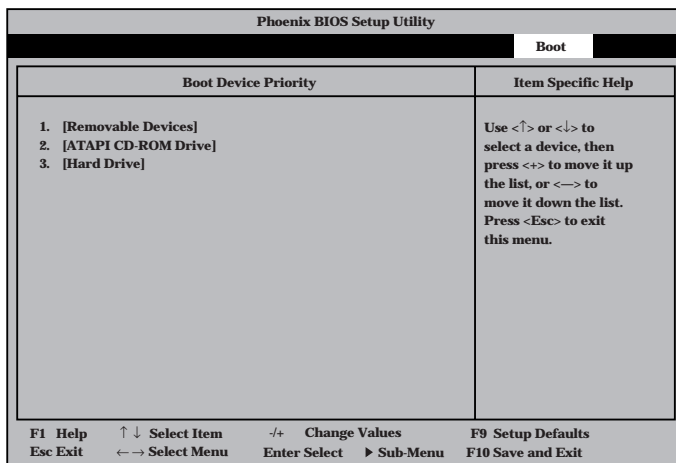 Phoenix BIOS Setup Utility
Boot
Boot Device Priority
Item Specific Help
1. [Removable Devices]
2. [ATAPI CD-ROM Drive]
3. [Hard Drive]
Use <↑> or <↓> to
select a device, then
press <+> to move it up
the list, or <—> to
move it down the list.
Press <Esc> to exit
this menu.
F1 Help ↑ ↓ Select Item -/+ Change Values F9 Setup Defaults
Esc Exit ← → Select Menu Enter Select ▶ Sub-Menu F10 Save and Exit